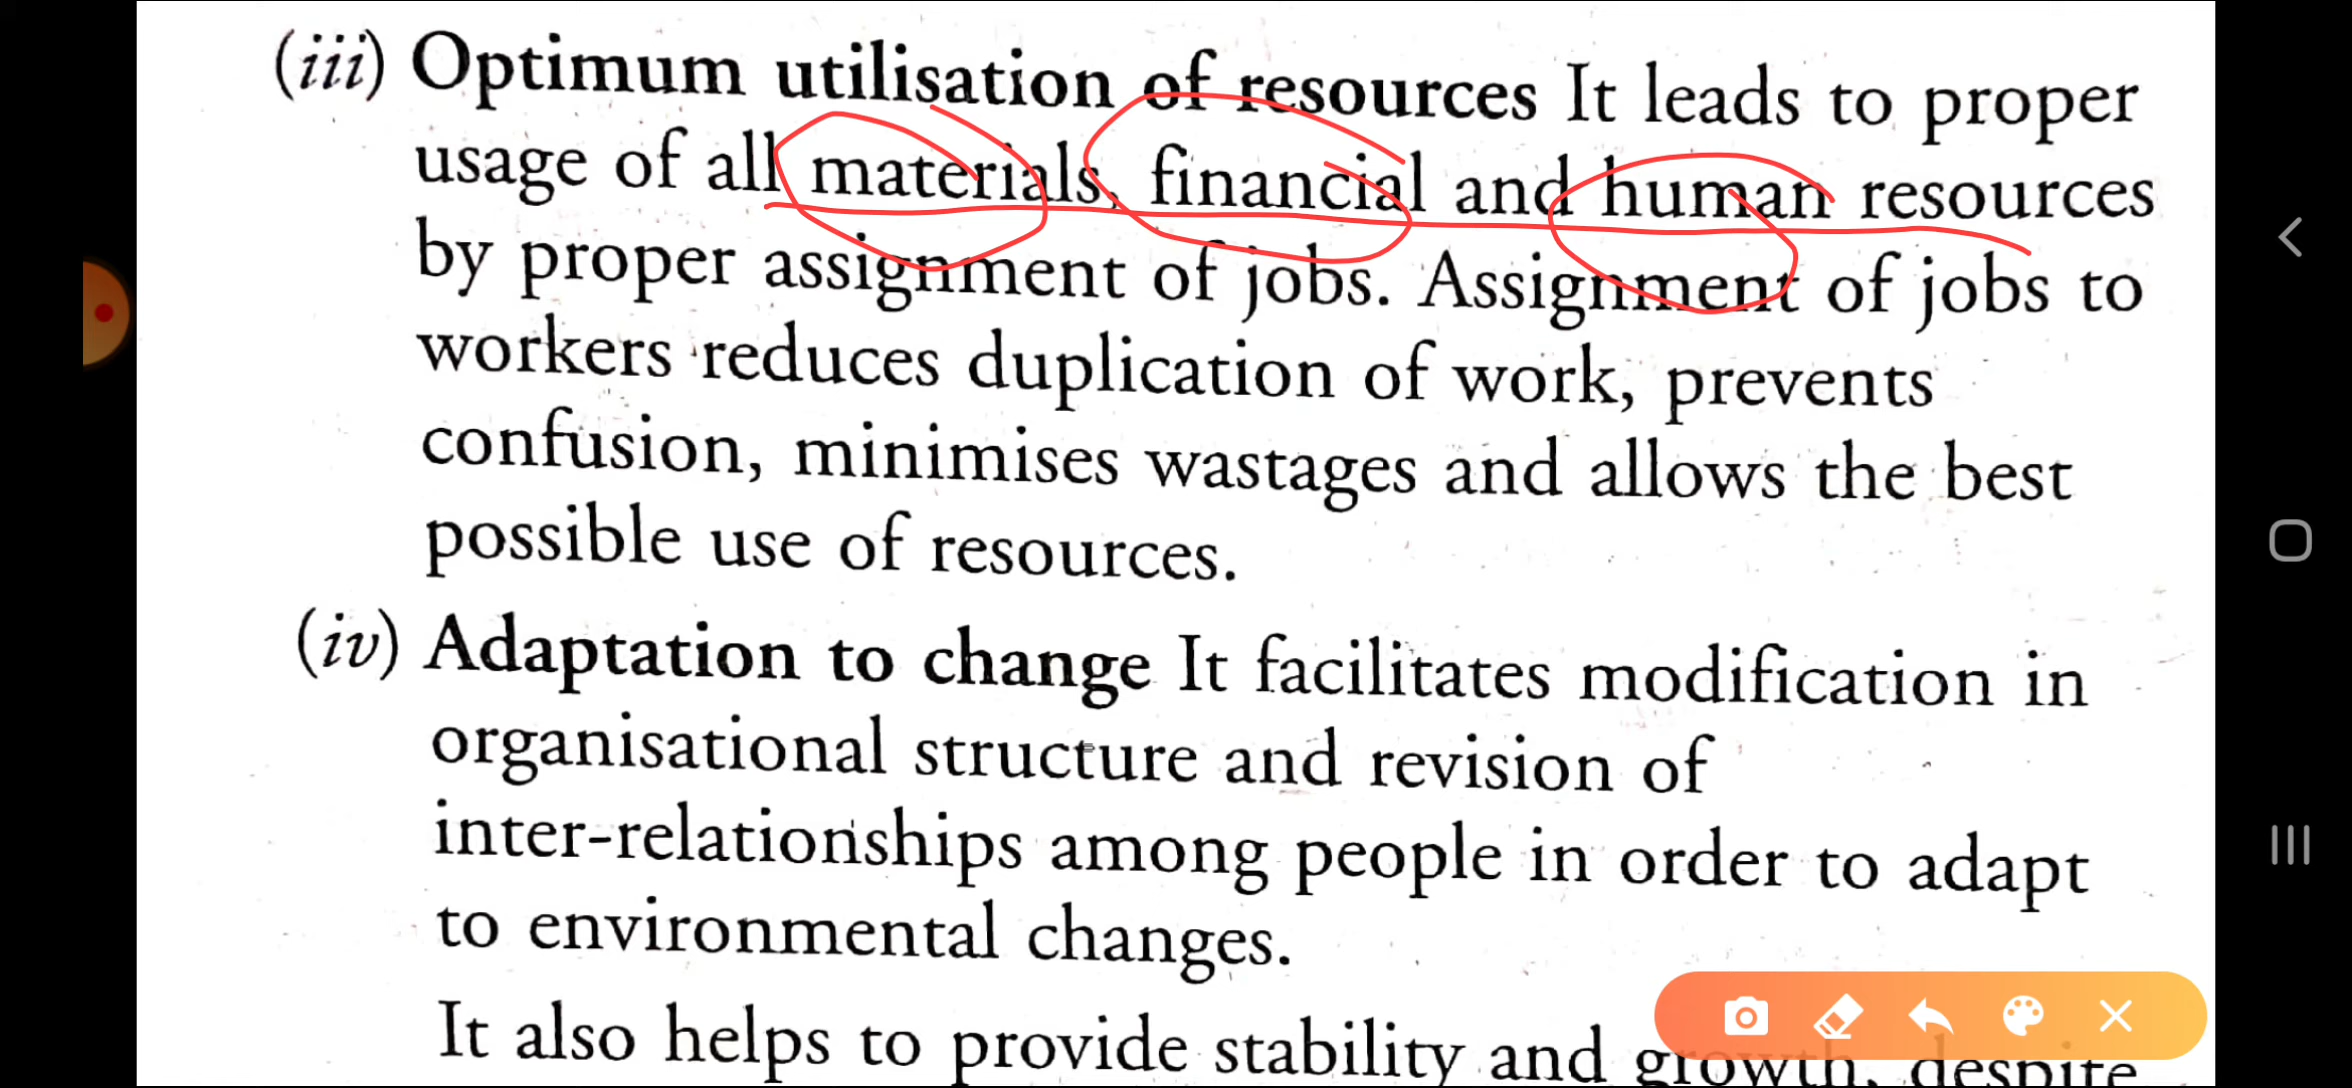 (iii) Optimum utilisation of resources It leads to proper
usage of all materials, financial and human resources
by proper assignment of jobs. Assignment of jobs to
workers reduces duplication of work, prevents
confusion, minimises wastages and allows the best
possible use of resources.
(iv) Adaptation to change It facilitates modification in
organisational structure and revision of
inter-relationships among people in order to adapt
to environmental changes.
It also helps to provide stability and growth, despite